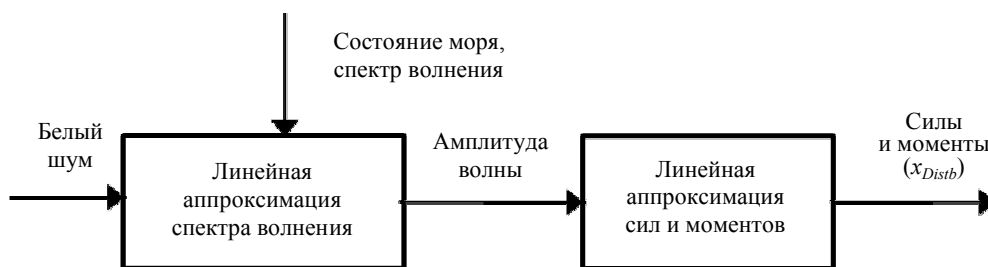 Состояние моря,
спектр волнения
Белый
шум
Линейная
аппроксимация
спектра волнения
Амплитуда
волны
Линейная
аппроксимация
сил и моментов
Силы
и моменты
(x_Distb)